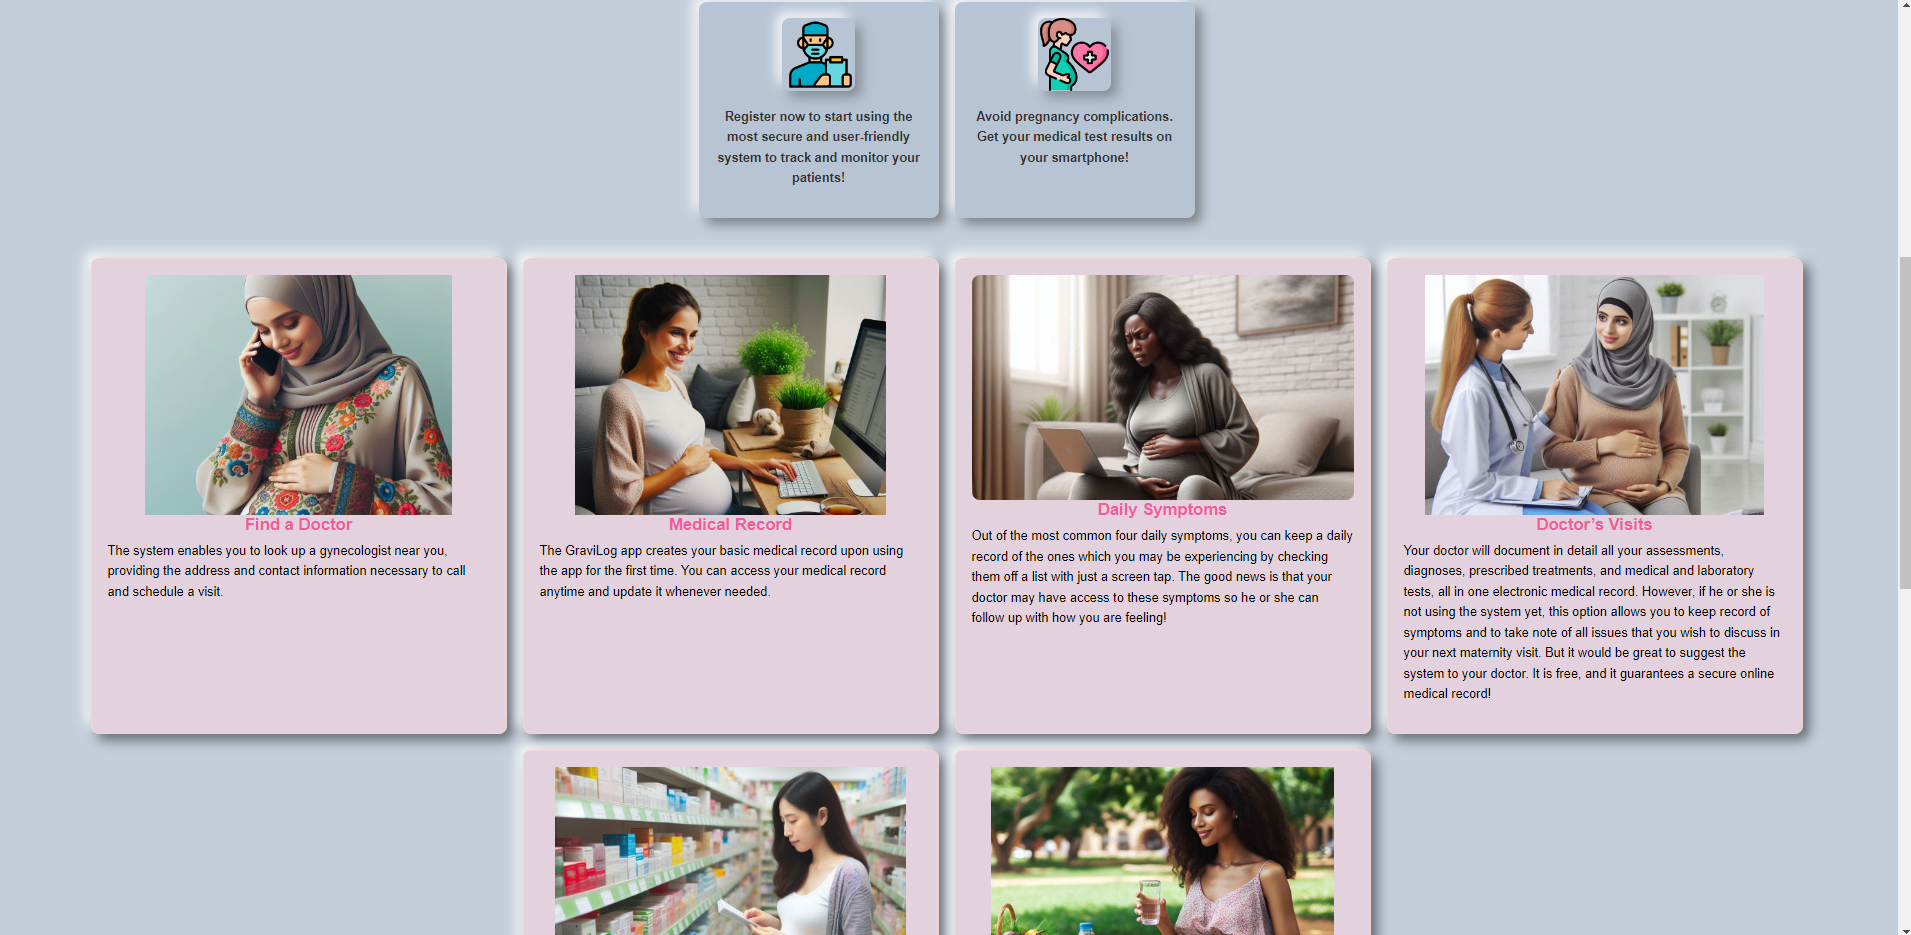 Register now to start using the
most secure and user-friendly
system to track and monitor your
patients!
Avoid pregnancy complications.
Get your medical test results on
your smartphone!
Find a Doctor
The system enables you to look up a gynecologist near you,
providing the address and contact information necessary to call
and schedule a visit.
Medical Record
The GraviLog app creates your basic medical record upon using
the app for the first time. You can access your medical record
anytime and update it whenever needed.
Daily Symptoms
Out of the most common four daily symptoms, you can keep a daily
record of the ones which you may be experiencing by checking
them off a list with just a screen tap. The good news is that your
doctor may have access to these symptoms so he or she can
follow up with how you are feeling!
Doctor’s Visits
Your doctor will document in detail all your assessments,
diagnoses, prescribed treatments, and medical and laboratory
tests, all in one electronic medical record. However, if he or she is
not using the system yet, this option allows you to keep record of
symptoms and to take note of all issues that you wish to discuss in
your next maternity visit. But it would be great to suggest the
system to your doctor. It is free, and it guarantees a secure online
medical record!